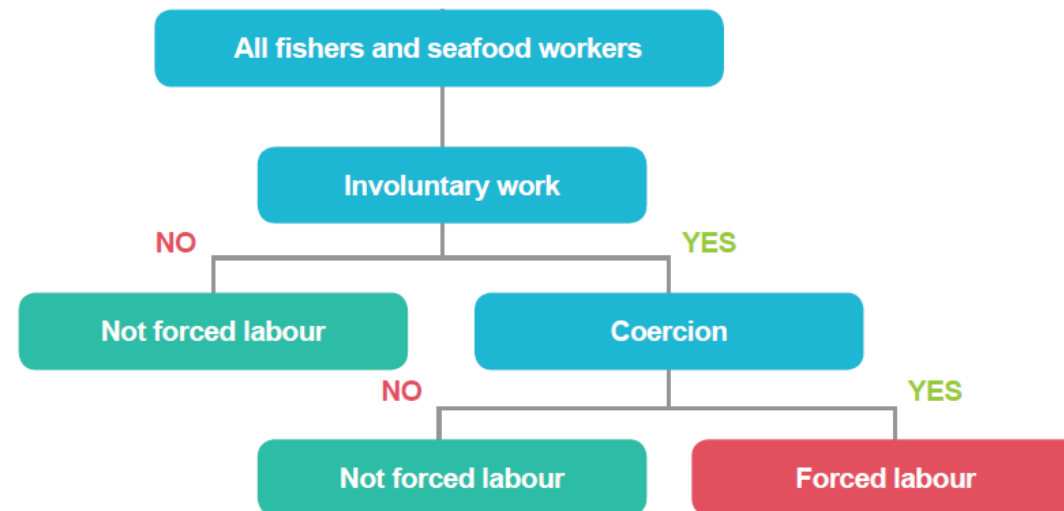 All fishers and seafood workers
Involuntary work
NO
YES
Not forced labour
Coercion
NO
YES
Not forced labour
Forced labour